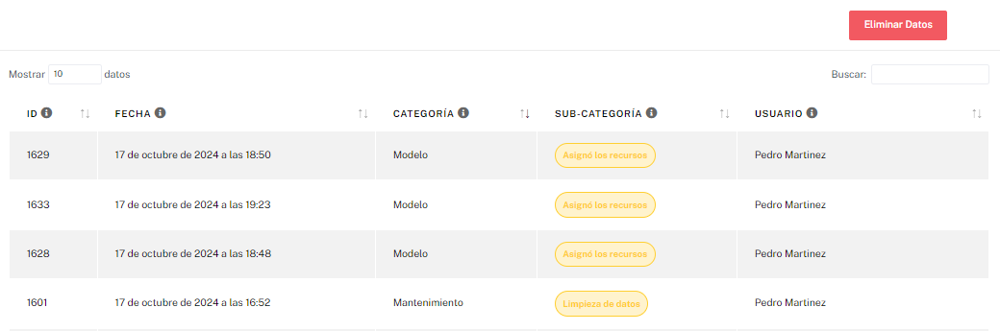 Eliminar Datos
Mostrar 10 datos Buscar:
ID FECHA CATEGORÍA SUB-CATEGORÍA USUARIO
1629 17 de octubre de 2024 a las 18:50 Modelo Asignó los recursos Pedro Martinez
1633 17 de octubre de 2024 a las 19:23 Modelo Asignó los recursos Pedro Martinez
1628 17 de octubre de 2024 a las 18:48 Modelo Asignó los recursos Pedro Martinez
1601 17 de octubre de 2024 a las 16:52 Mantenimiento Limpieza de datos Pedro Martinez